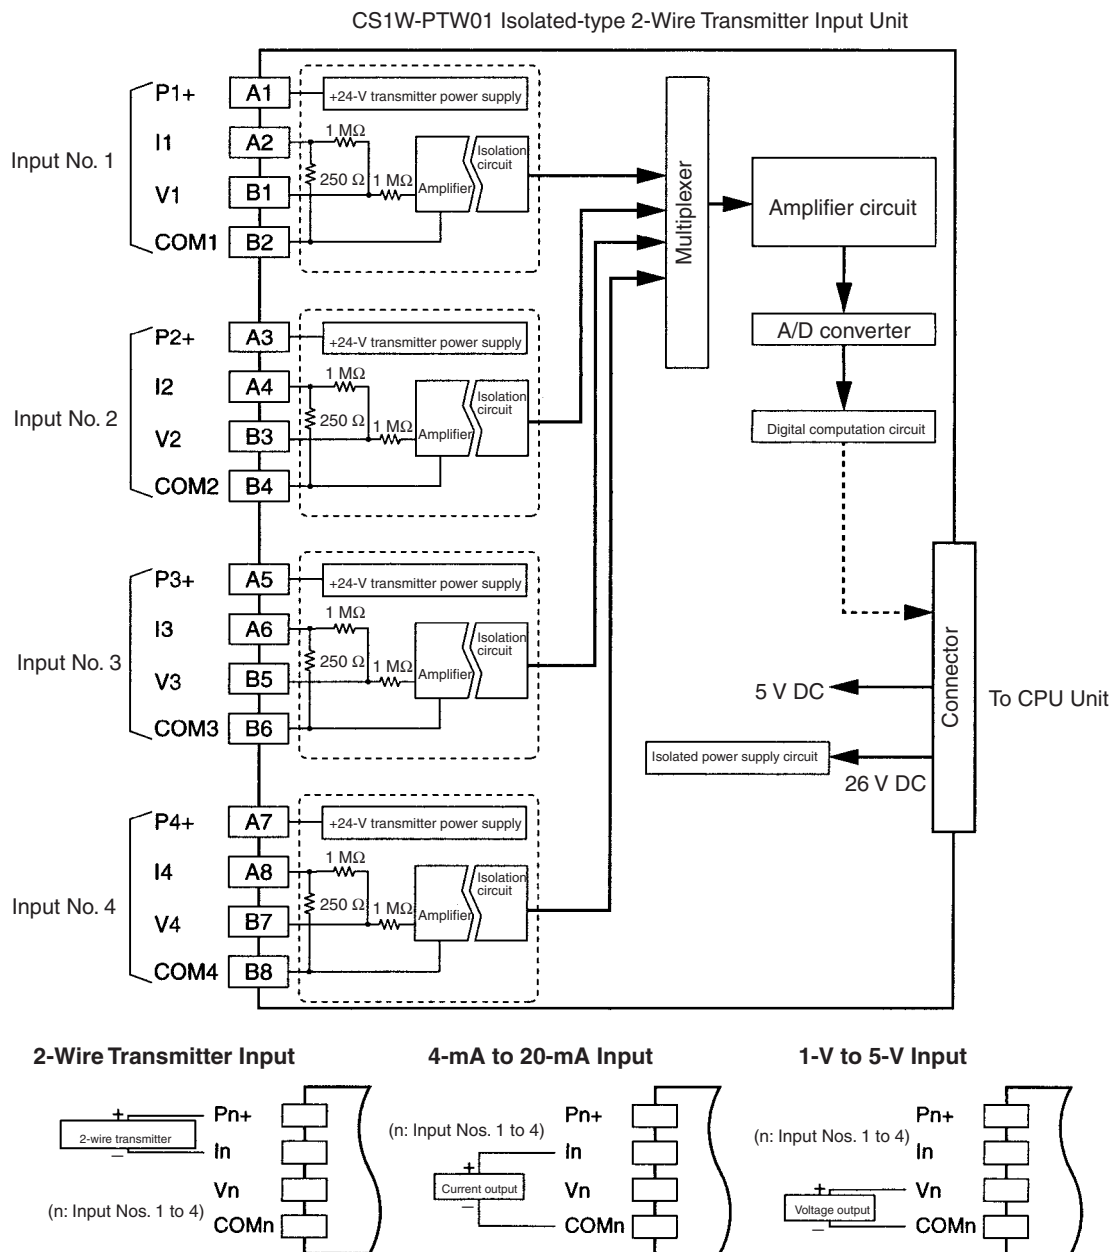 CS1W-PTW01 Isolated-type 2-Wire Transmitter Input Unit
Input No. 1
P1+
A1
+24-V transmitter power supply
I1
A2
1 MΩ
250 Ω
1 MΩ
Amplifier
Isolation
circuit
V1
B1
COM1
B2
Input No. 2
P2+
A3
+24-V transmitter power supply
I2
A4
1 MΩ
250 Ω
1 MΩ
Amplifier
Isolation
circuit
V2
B3
COM2
B4
Input No. 3
P3+
A5
+24-V transmitter power supply
I3
A6
1 MΩ
250 Ω
1 MΩ
Amplifier
Isolation
circuit
V3
B5
COM3
B6
Input No. 4
P4+
A7
+24-V transmitter power supply
I4
A8
1 MΩ
250 Ω
1 MΩ
Amplifier
Isolation
circuit
V4
B7
COM4
B8
Multiplexer
Amplifier circuit
A/D converter
Digital computation circuit
Connector
To CPU Unit
5 V DC
Isolated power supply circuit
26 V DC
2-Wire Transmitter Input
+
2-wire transmitter
–
Pn+
In
Vn
COMn
(n: Input Nos. 1 to 4)
4-mA to 20-mA Input
(n: Input Nos. 1 to 4)
+
Current output
–
Pn+
In
Vn
COMn
1-V to 5-V Input
(n: Input Nos. 1 to 4)
+
Voltage output
–
Pn+
In
Vn
COMn